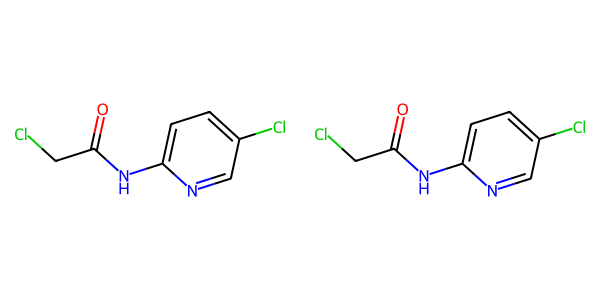 O O
Cl Cl Cl Cl
N N
H N H N